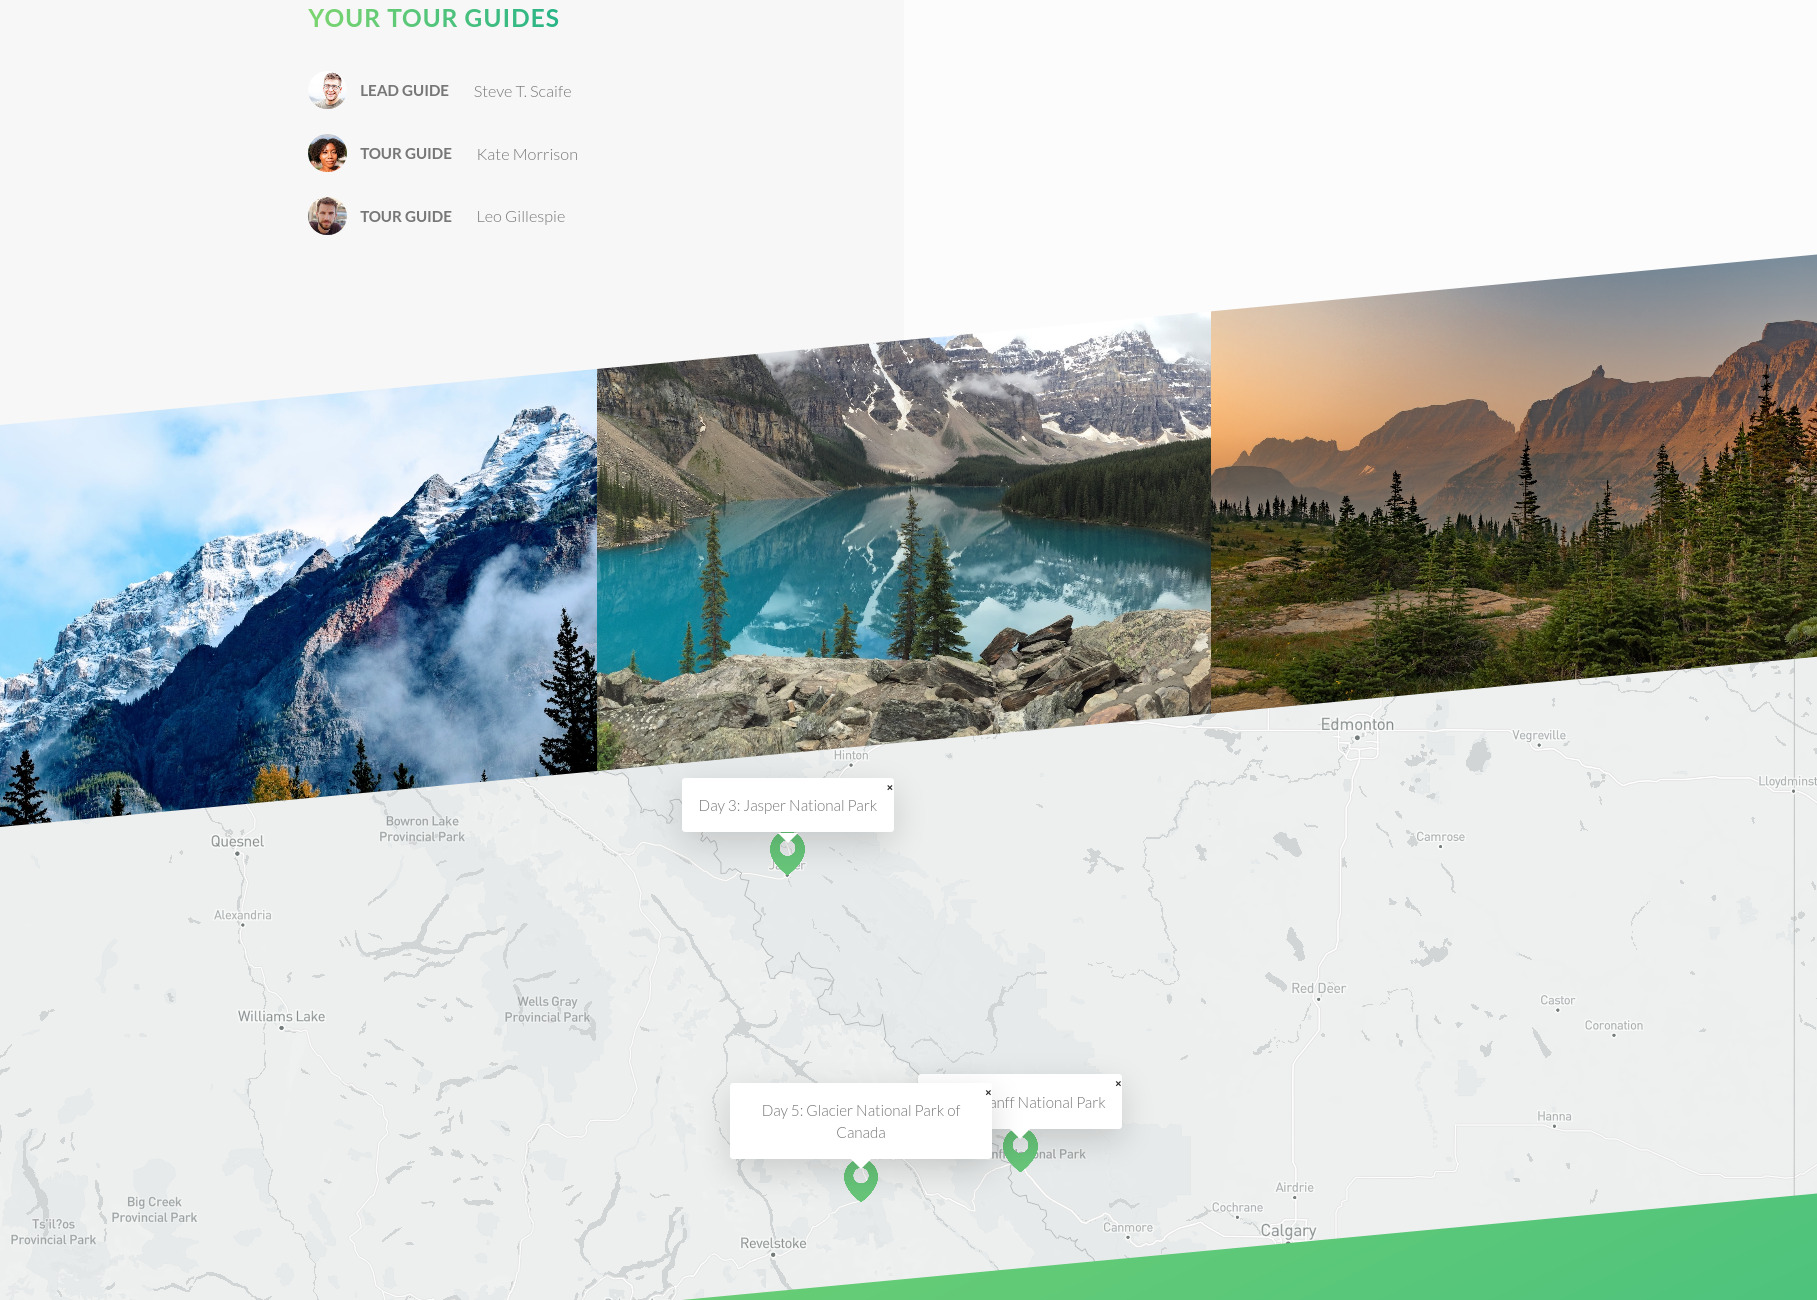 YOUR TOUR GUIDES
LEAD GUIDE Steve T. Scaife
TOUR GUIDE Kate Morrison
TOUR GUIDE Leo Gillespie
Edmonton
Vegreville
Hinton
Lloydminst
×
Day 3: Jasper National Park
Bowron Lake
Provincial Park
Quesnel
Camrose
Alexandria
Red Deer
Wells Gray
Provincial Park
Castor
Williams Lake
Coronation
×
anff National Park
×
Day 5: Glacier National Park of
Canada
Hanna
nal Park
Airdrie
Big Creek
Provincial Park
Cochrane
Ts'il?os
Provincial Park
Canmore
Calgary
Revelstoke